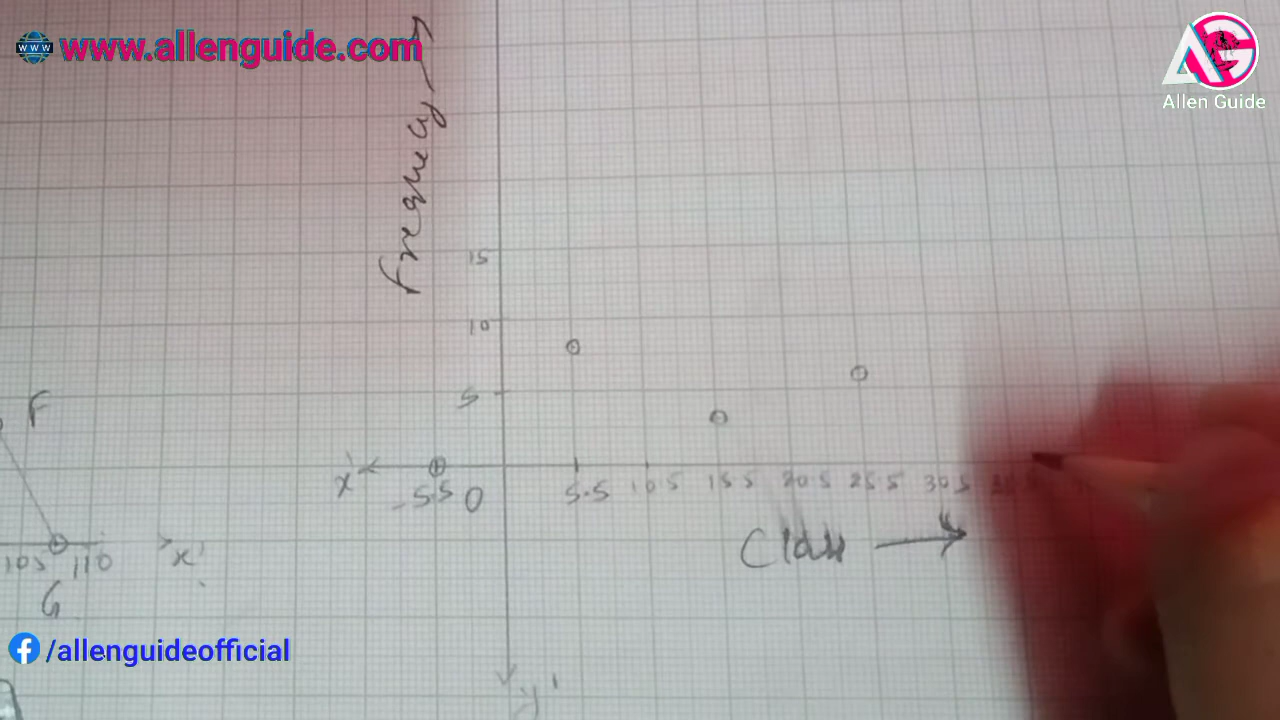 www.allenguide.com
AG
Allen Guide
Frequency
15
10
5
F
x'
-5.5
0
5.5
10.5
15.5
20.5
25.5
30.5
Class
105
110
x'
G
y'
/allenguideofficial